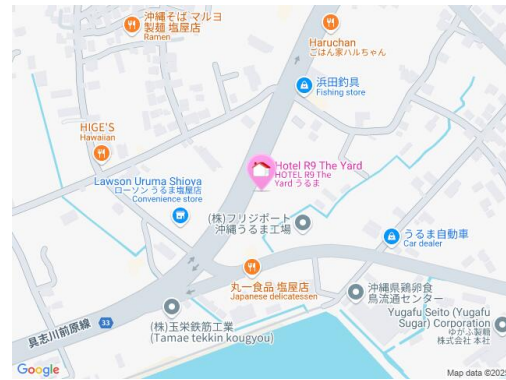 沖縄そば マルヨ
製麺 塩屋店
Ramen
Haruchan
ごはん家ハルちゃん
浜田釣具
Fishing store
HIGE'S
Hawaiian
Hotel R9 The Yard
HOTEL R9 The
Yard うるま
Lawson Uruma Shioya
ローソン うるま塩屋店
Convenience store
(株)フリジポート
沖縄うるま工場
うるま自動車
Car dealer
丸一食品 塩屋店
Japanese delicatessen
沖縄県鶏卵食
鳥流通センター
Yugafu Seito (Yugafu
Sugar) Corporation
ゆがふ製糖
株式会社 本社
具志川前原線
33
(株)玉栄鉄筋工業
(Tamae tekkin kougyou)
Google
Map data ©202